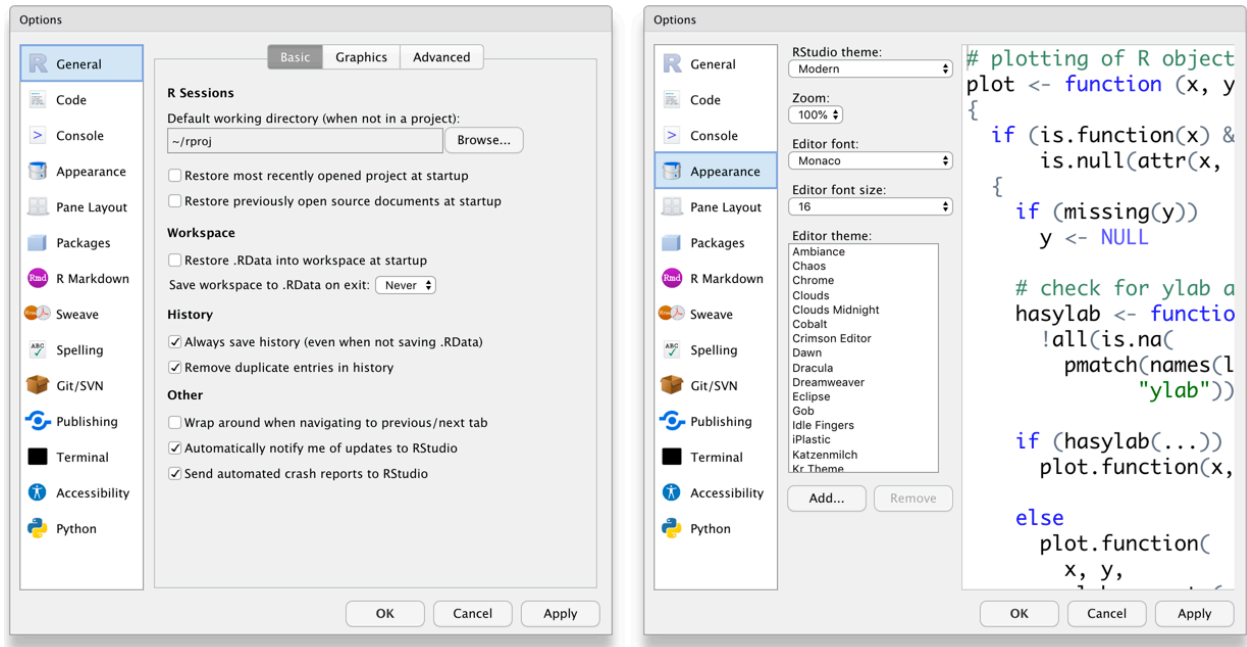 Options
General
Code
Console
Appearance
Pane Layout
Packages
Rmd R Markdown
Sweave
ABC Spelling
Git/SVN
Publishing
Terminal
Accessibility
Python
Basic Graphics Advanced
R Sessions
Default working directory (when not in a project):
~/rproj Browse...
Restore most recently opened project at startup
Restore previously open source documents at startup
Workspace
Restore .RData into workspace at startup
Save workspace to .RData on exit: Never
History
Always save history (even when not saving .RData)
Remove duplicate entries in history
Other
Wrap around when navigating to previous/next tab
Automatically notify me of updates to RStudio
Send automated crash reports to RStudio
OK Cancel Apply
Options
General
Code
Console
Appearance
Pane Layout
Packages
Rmd R Markdown
Sweave
ABC Spelling
Git/SVN
Publishing
Terminal
Accessibility
Python
RStudio theme:
Modern
Zoom:
100%
Editor font:
Monaco
Editor font size:
16
Editor theme:
Ambiance
Chaos
Chrome
Clouds
Clouds Midnight
Cobalt
Crimson Editor
Dawn
Dracula
Dreamweaver
Eclipse
Gob
Idle Fingers
iPlastic
Katzenmilch
Kr Theme
Add... Remove
# plotting of R object
plot <- function (x, y
{
if (is.function(x) &
is.null(attr(x,
{
if (missing(y))
y <- NULL
# check for ylab a
hasylab <- functio
!all(is.na(
pmatch(names(l
"ylab"))
if (hasylab(...))
plot.function(x,
else
plot.function(
x, y,
OK Cancel Apply